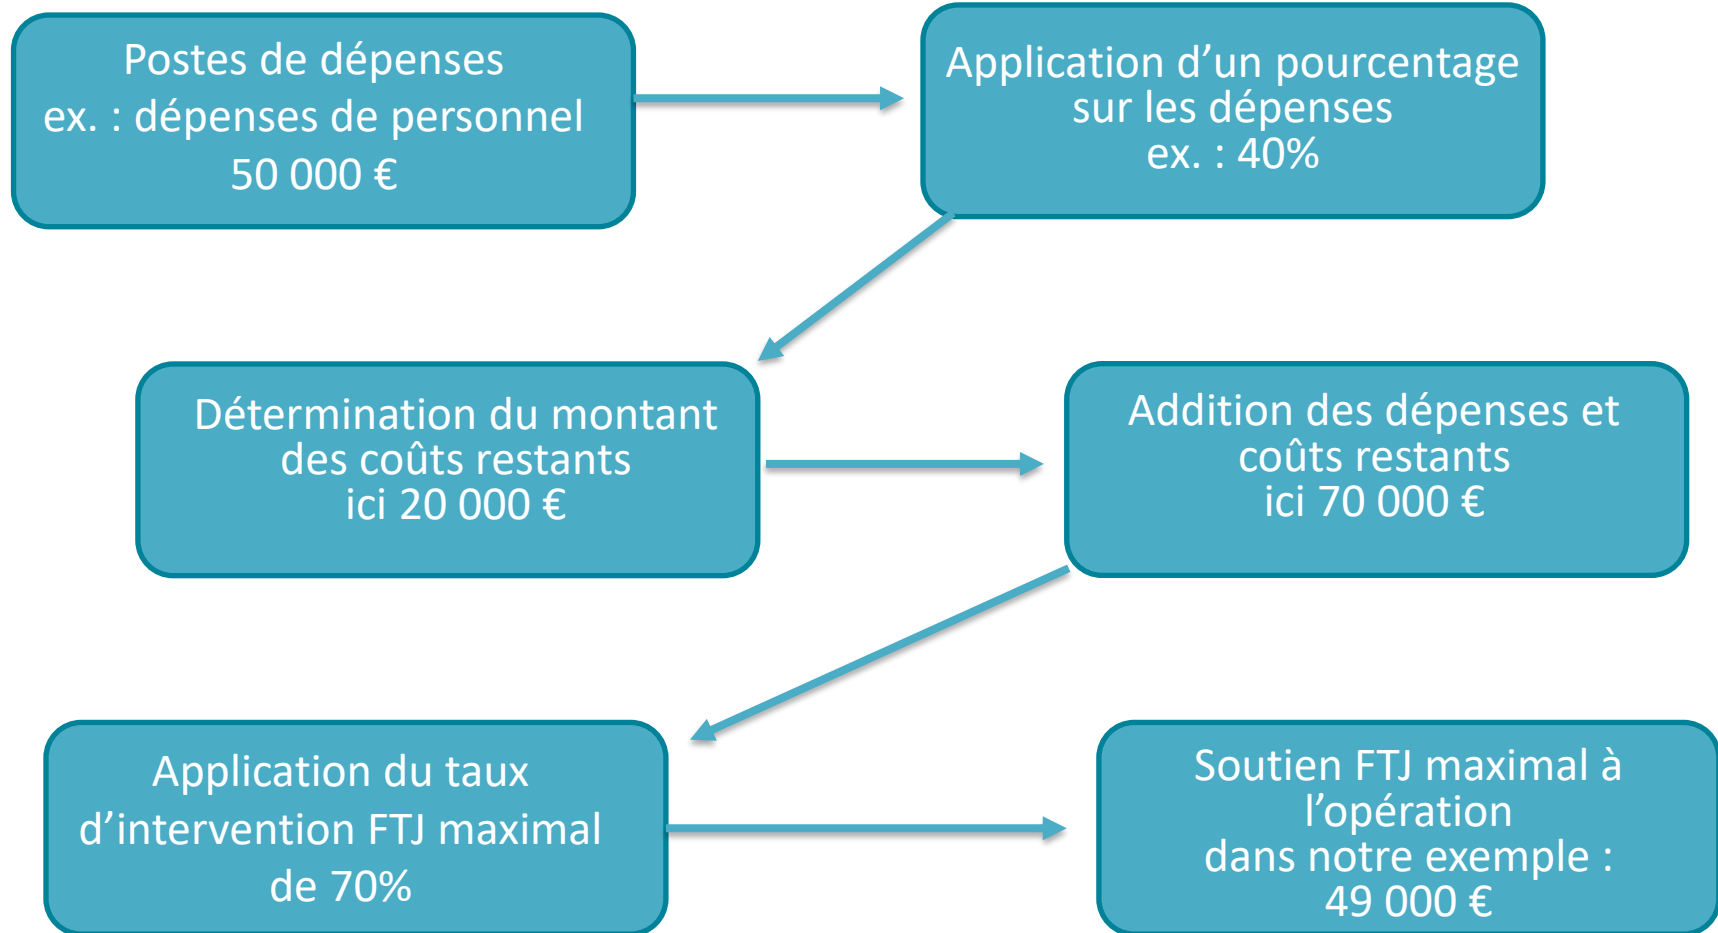 Postes de dépenses
ex. : dépenses de personnel
50 000 €
Application d’un pourcentage
sur les dépenses
ex. : 40%
Détermination du montant
des coûts restants
ici 20 000 €
Addition des dépenses et
coûts restants
ici 70 000 €
Application du taux
d’intervention FTJ maximal
de 70%
Soutien FTJ maximal à
l’opération
dans notre exemple :
49 000 €